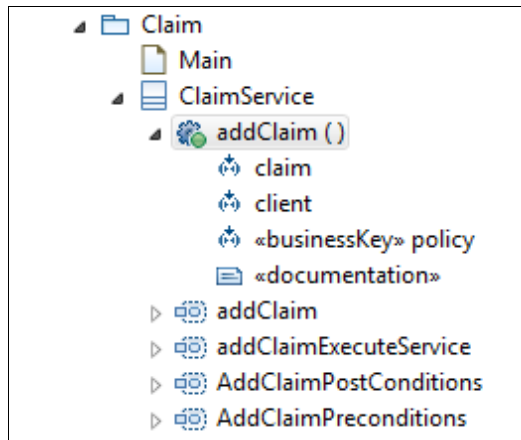 Claim
Main
ClaimService
addClaim ( )
claim
client
«businessKey» policy
«documentation»
addClaim
addClaimExecuteService
AddClaimPostConditions
AddClaimPreconditions